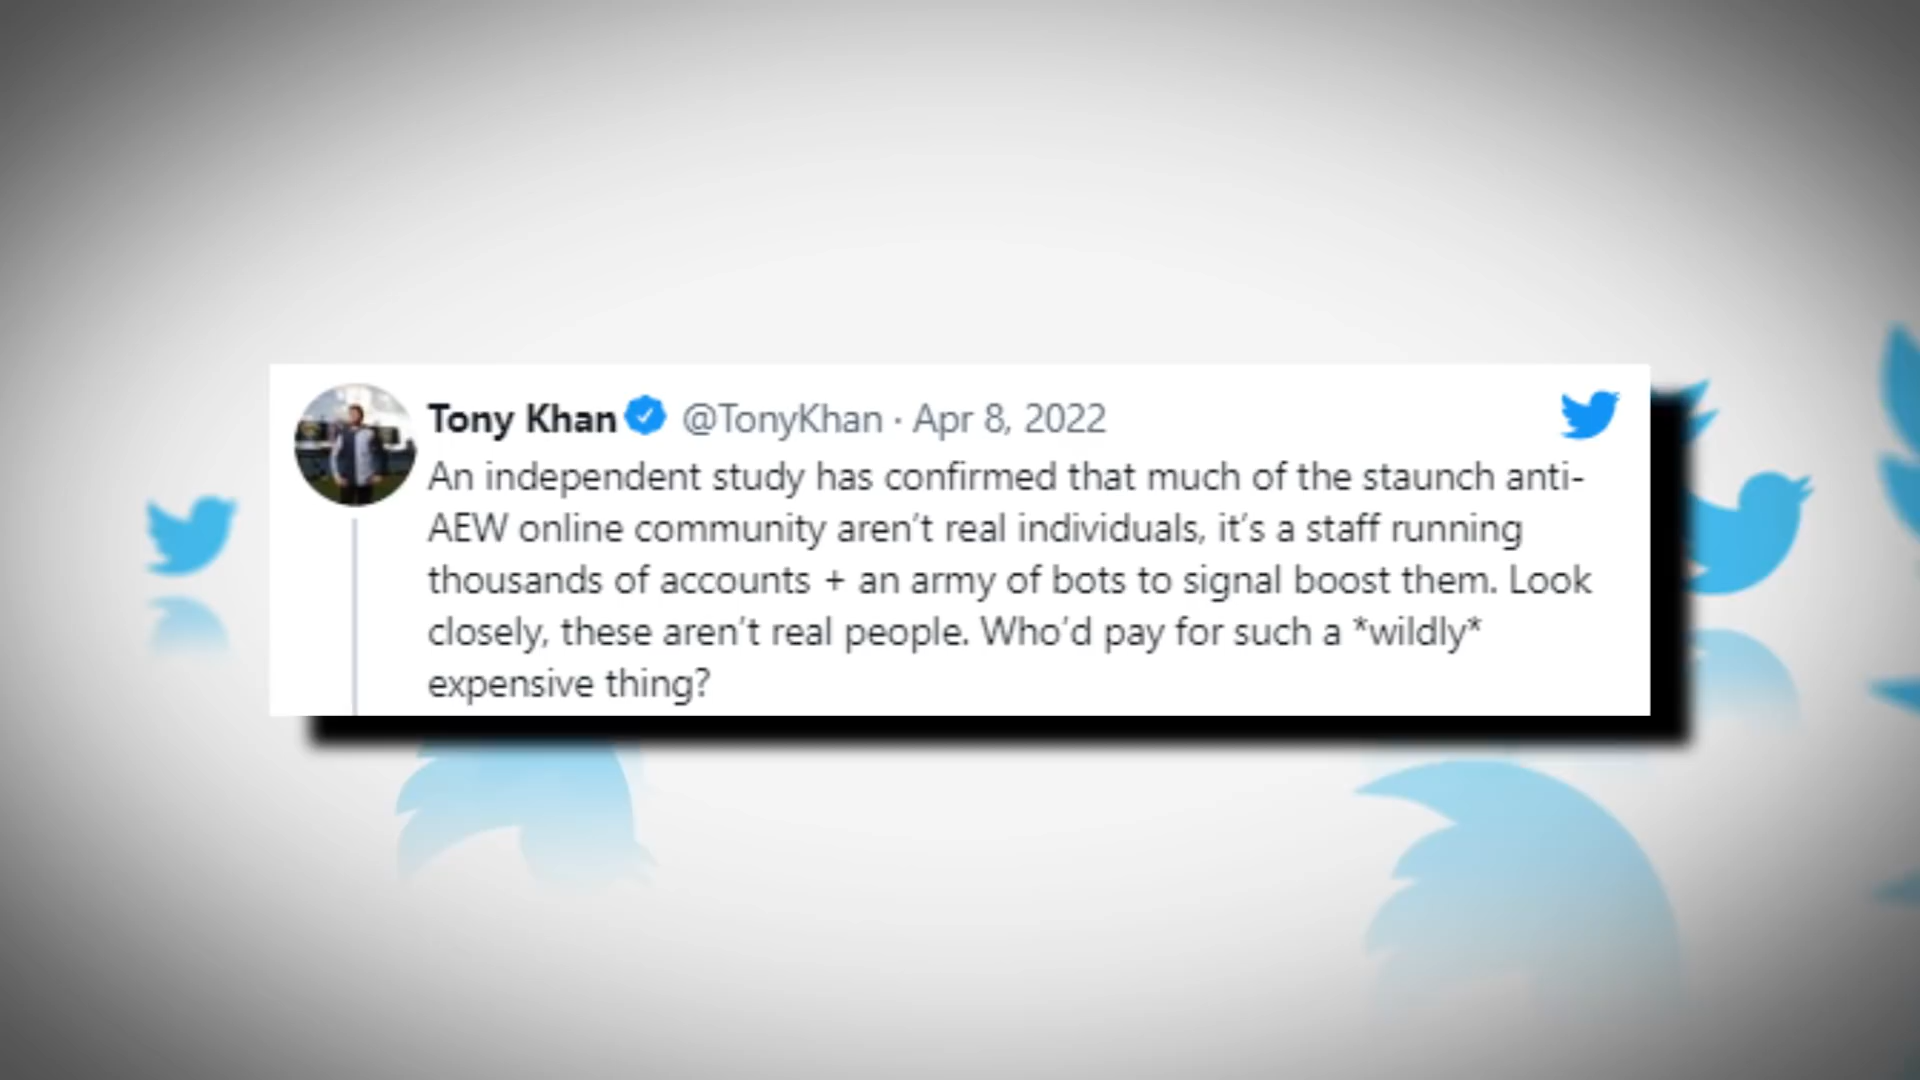 Tony Khan @TonyKhan · Apr 8, 2022
An independent study has confirmed that much of the staunch anti-
AEW online community aren’t real individuals, it’s a staff running
thousands of accounts + an army of bots to signal boost them. Look
closely, these aren’t real people. Who’d pay for such a *wildly*
expensive thing?